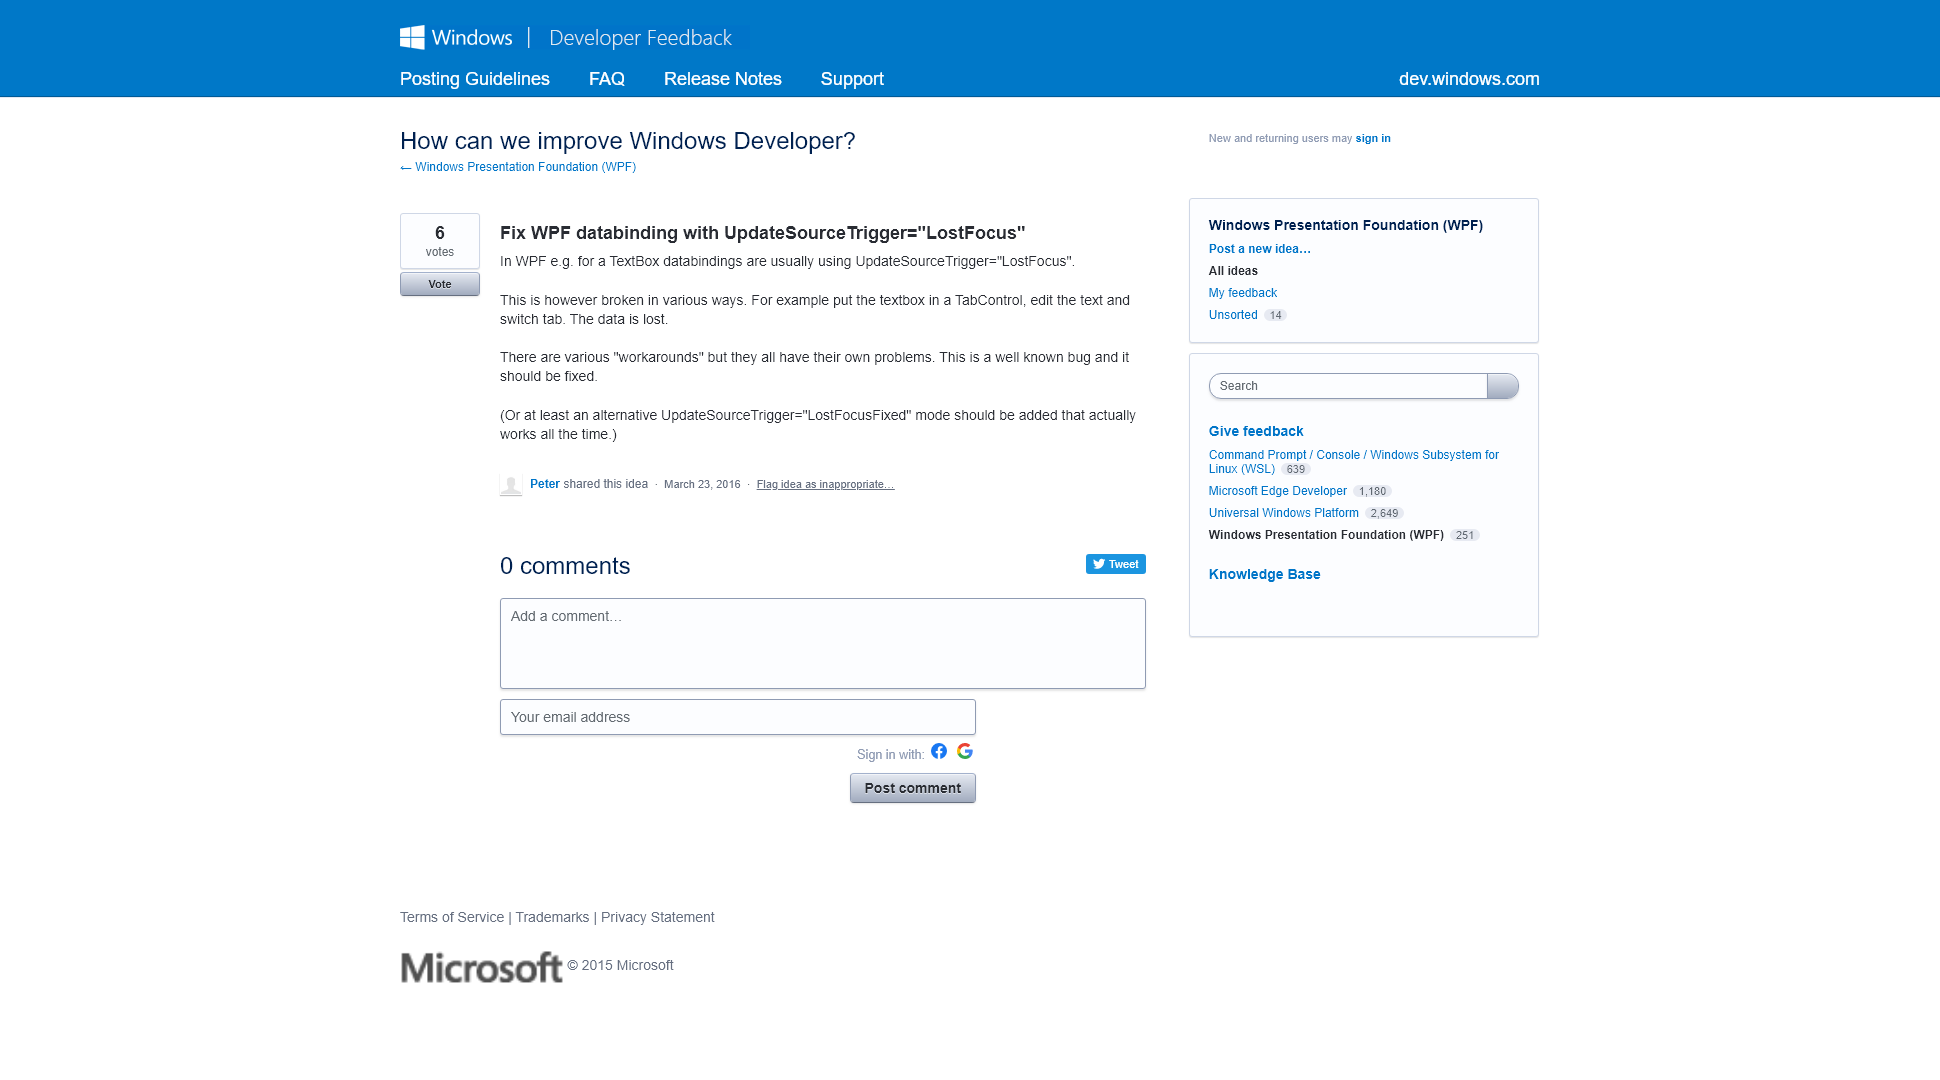 Windows | Developer Feedback
Posting Guidelines FAQ Release Notes Support dev.windows.com
How can we improve Windows Developer?
← Windows Presentation Foundation (WPF)
New and returning users may sign in
6
votes
Vote
Fix WPF databinding with UpdateSourceTrigger="LostFocus"
In WPF e.g. for a TextBox databindings are usually using UpdateSourceTrigger="LostFocus".
This is however broken in various ways. For example put the textbox in a TabControl, edit the text and
switch tab. The data is lost.
There are various "workarounds" but they all have their own problems. This is a well known bug and it
should be fixed.
(Or at least an alternative UpdateSourceTrigger="LostFocusFixed" mode should be added that actually
works all the time.)
Peter shared this idea · March 23, 2016 · Flag idea as inappropriate…
0 comments
Tweet
Add a comment…
Your email address
Sign in with:
Post comment
Windows Presentation Foundation (WPF)
Post a new idea…
All ideas
My feedback
Unsorted 14
Search
Give feedback
Command Prompt / Console / Windows Subsystem for
Linux (WSL) 639
Microsoft Edge Developer 1,180
Universal Windows Platform 2,649
Windows Presentation Foundation (WPF) 251
Knowledge Base
Terms of Service | Trademarks | Privacy Statement
Microsoft © 2015 Microsoft